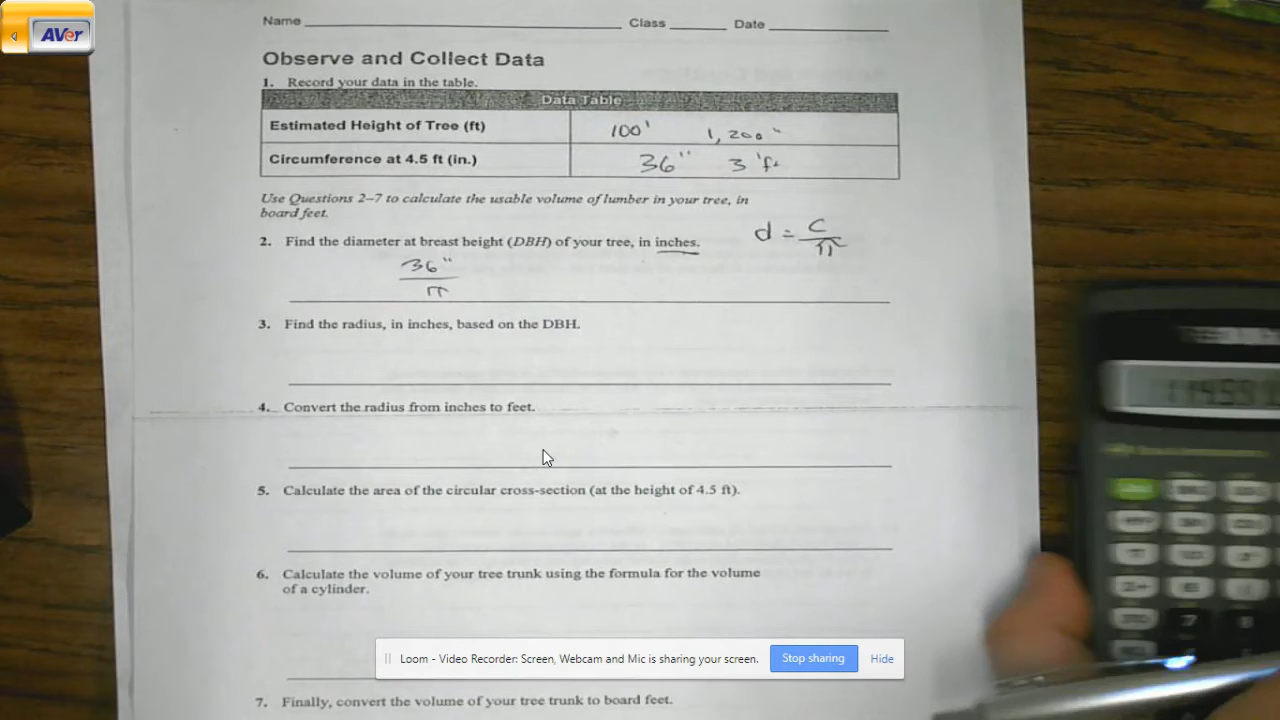 AVer
Name Class Date
Observe and Collect Data
1. Record your data in the table.
Data Table
Estimated Height of Tree (ft) 100' 1,200"
Circumference at 4.5 ft (in.) 36" 3 'ft
Use Questions 2–7 to calculate the usable volume of lumber in your tree, in
board feet.
2. Find the diameter at breast height (DBH) of your tree, in inches.
d = C/π
36"/π
3. Find the radius, in inches, based on the DBH.
4. Convert the radius from inches to feet.
5. Calculate the area of the circular cross-section (at the height of 4.5 ft).
6. Calculate the volume of your tree trunk using the formula for the volume
of a cylinder.
Loom - Video Recorder: Screen, Webcam and Mic is sharing your screen. Stop sharing Hide
7. Finally, convert the volume of your tree trunk to board feet.